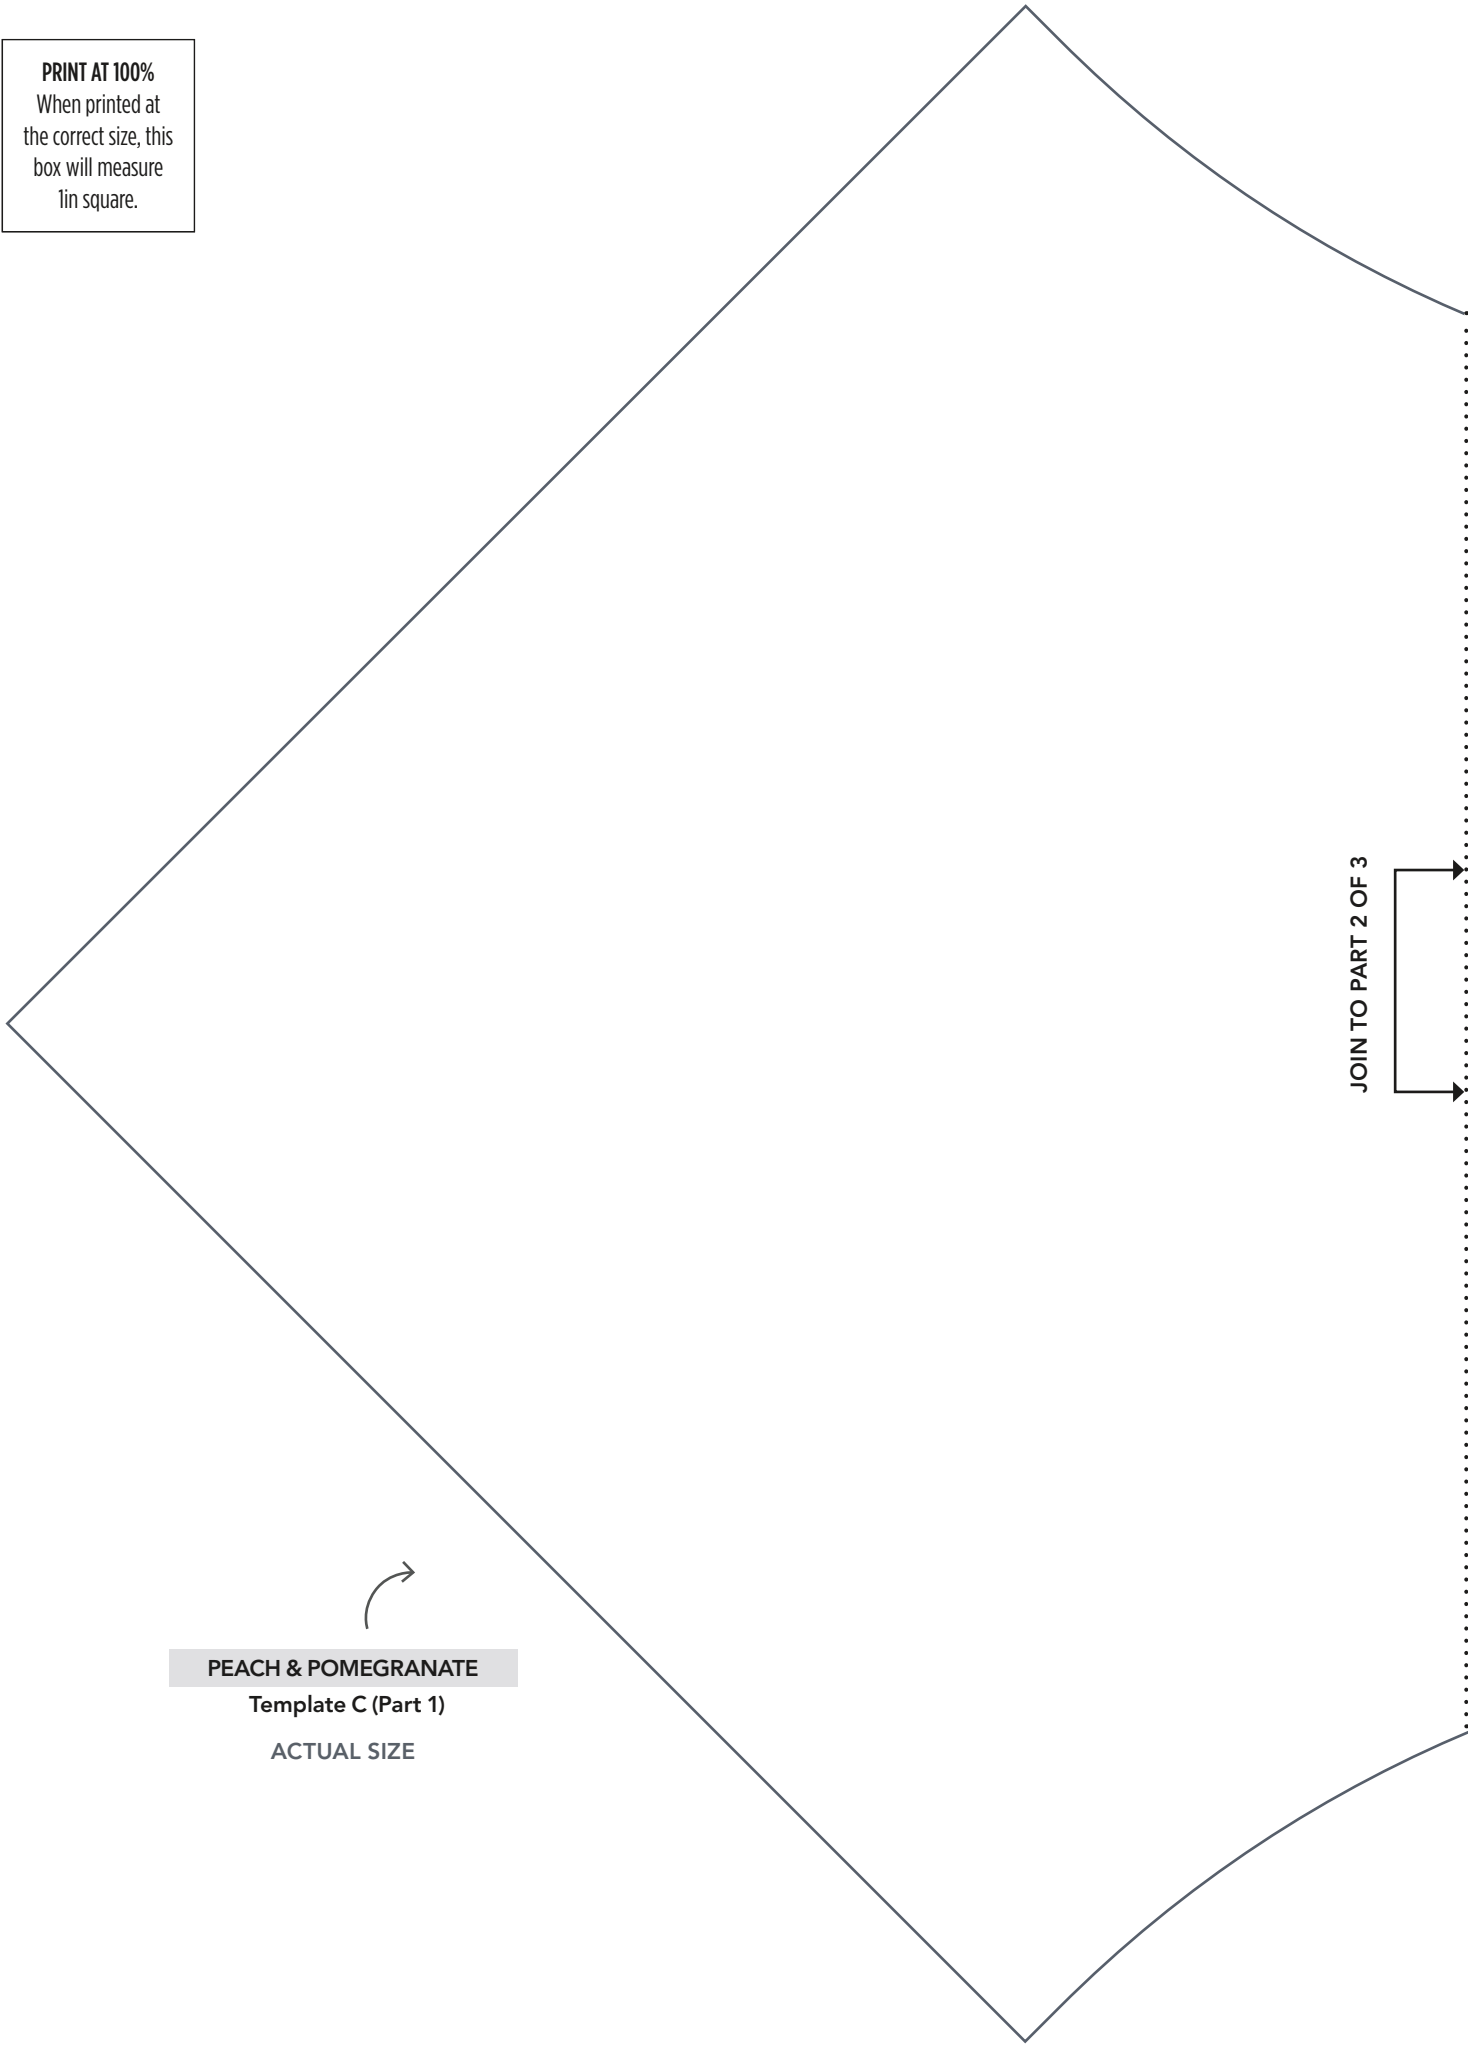 PRINT AT 100%
When printed at
the correct size, this
box will measure
1in square.
JOIN TO PART 2 OF 3
PEACH & POMEGRANATE
Template C (Part 1)
ACTUAL SIZE